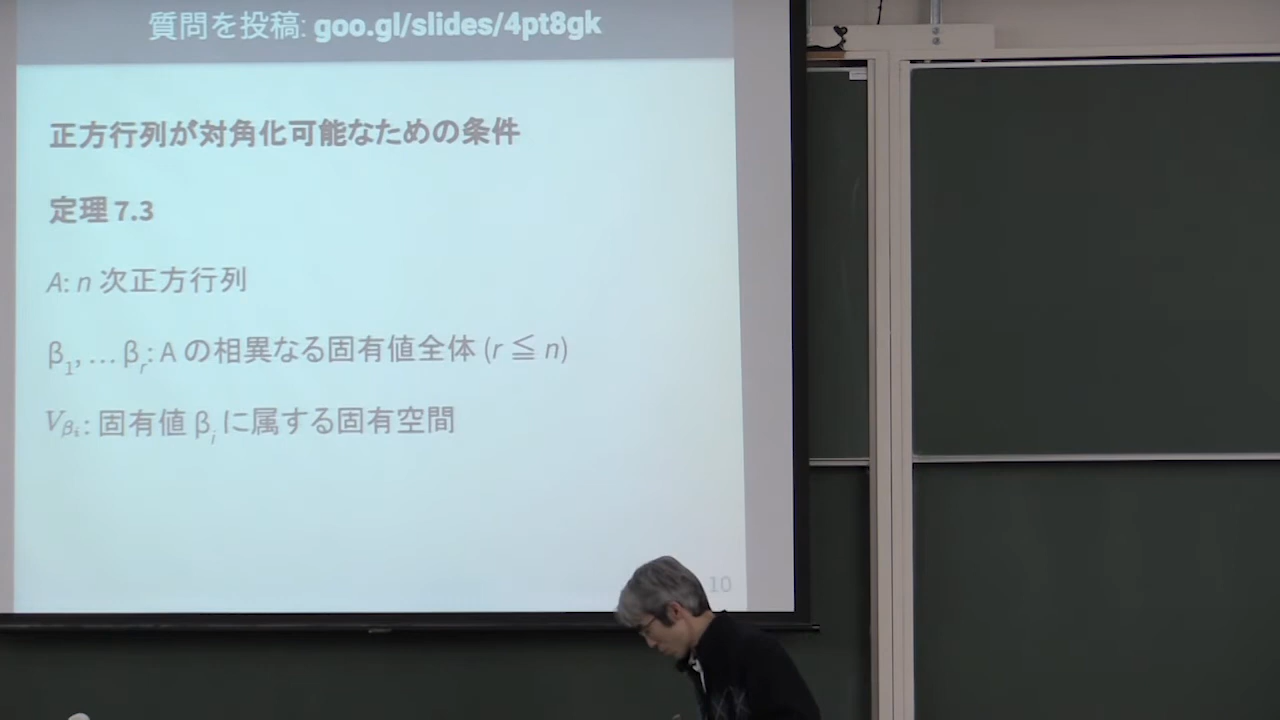 質問を投稿: goo.gl/slides/4pt8gk
正方行列が対角化可能なための条件
定理 7.3
A: n 次正方行列
β₁, … βᵣ: A の相異なる固有値全体 (r ≦ n)
V_{βᵢ}: 固有値 βᵢ に属する固有空間
10